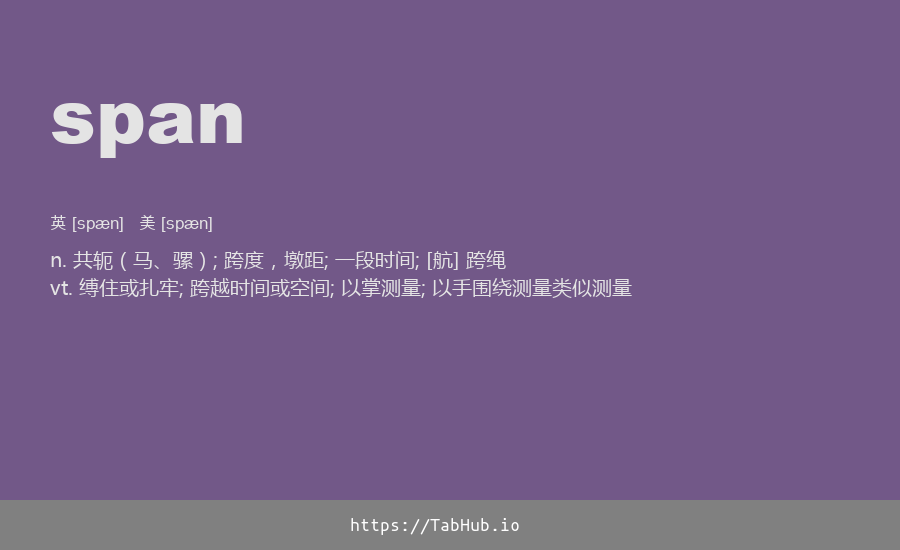 span
英 [spæn] 美 [spæn]
n. 共轭（马、骡）; 跨度，墩距; 一段时间; [航] 跨绳
vt. 缚住或扎牢; 跨越时间或空间; 以掌测量; 以手围绕测量类似测量
https://TabHub.io